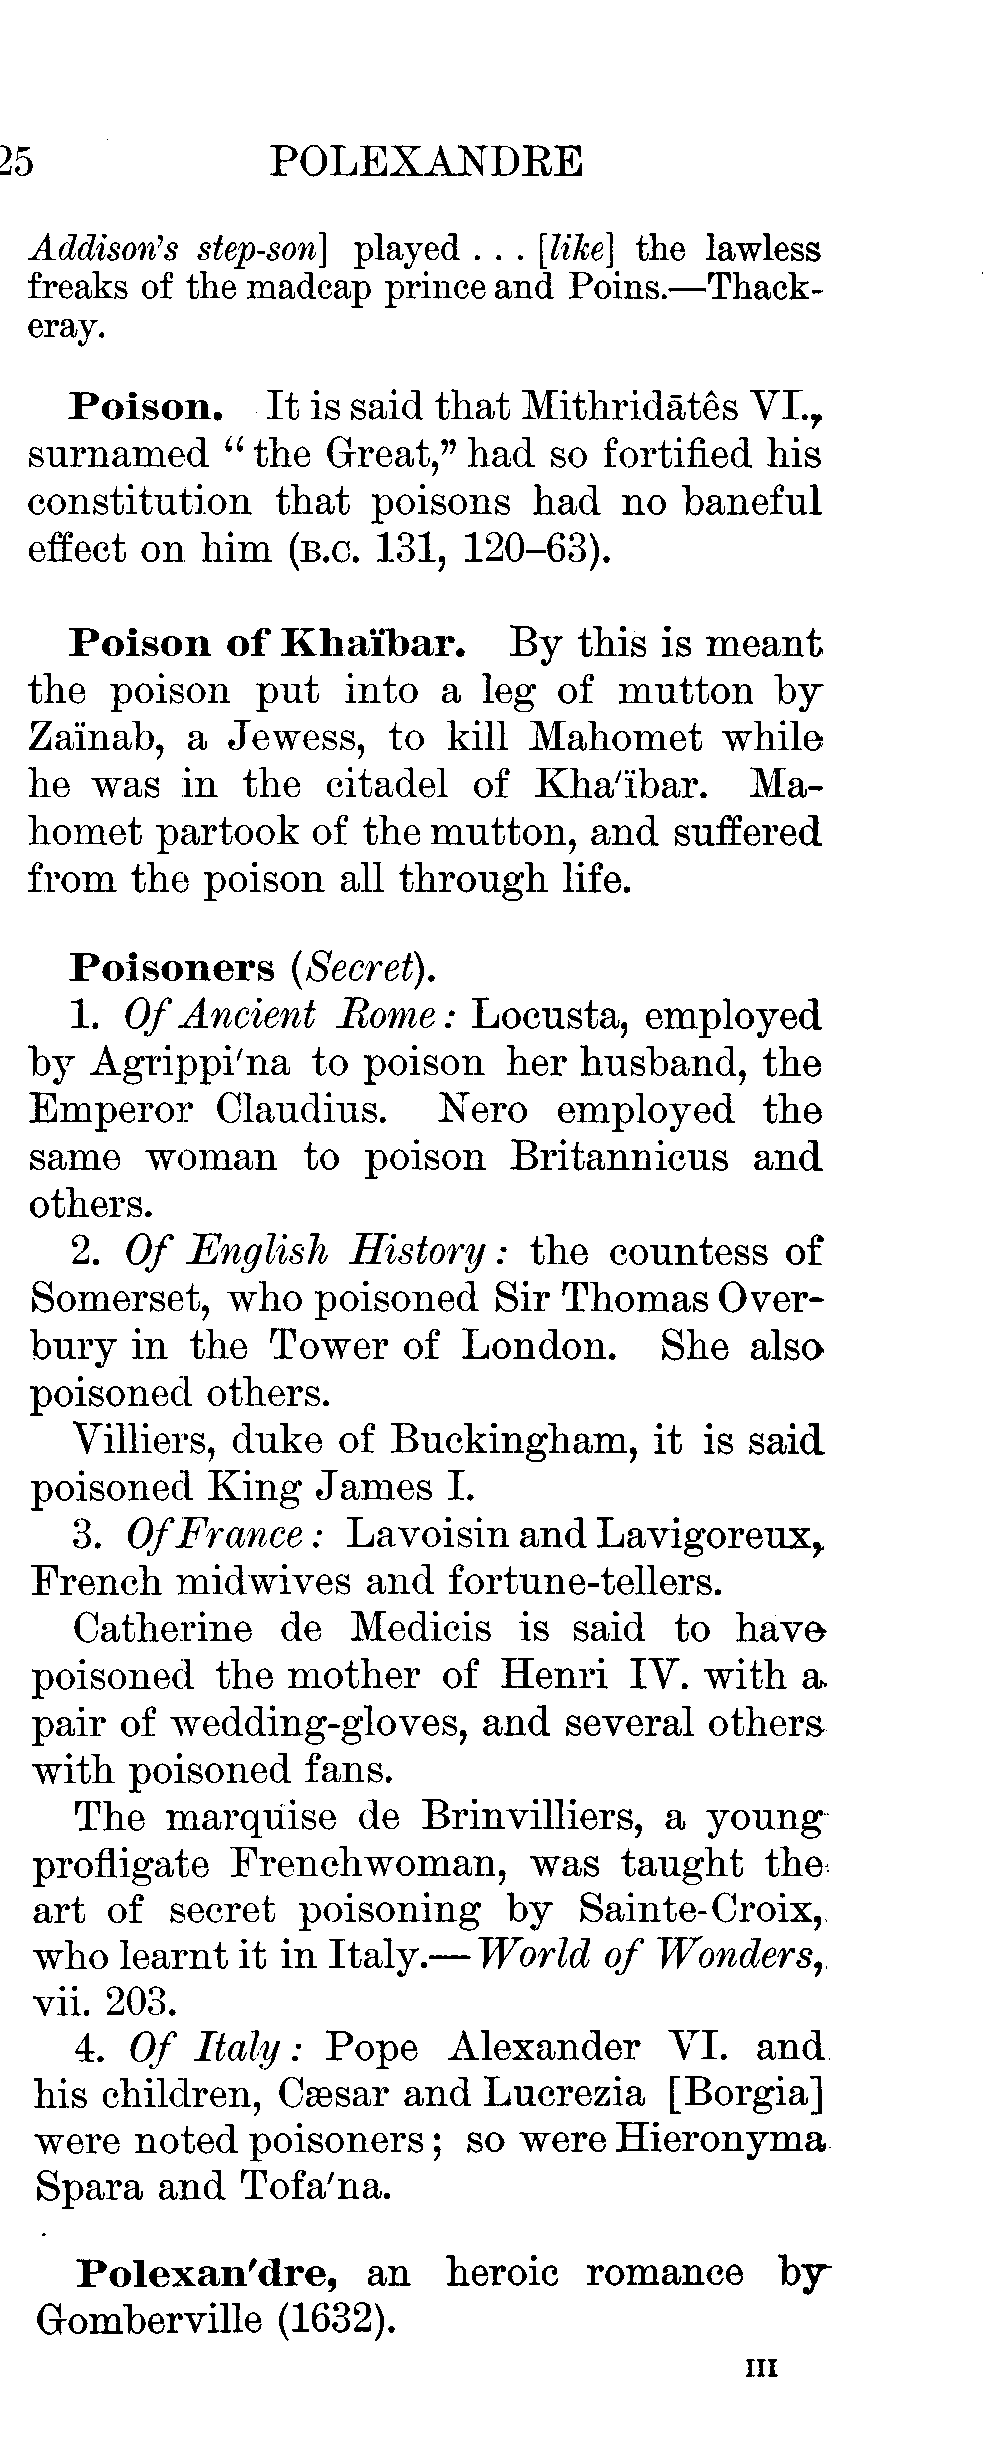 25 POLEXANDRE
Addison's step-son] played . . . [like] the lawless
freaks of the madcap prince and Poins.—Thack-
eray.
Poison. It is said that Mithridātês VI.,
surnamed “the Great,” had so fortified his
constitution that poisons had no baneful
effect on him (B.C. 131, 120–63).
Poison of Khaïbar. By this is meant
the poison put into a leg of mutton by
Zaïnab, a Jewess, to kill Mahomet while
he was in the citadel of Kha'ïbar. Ma-
homet partook of the mutton, and suffered
from the poison all through life.
Poisoners (Secret).
1. Of Ancient Rome: Locusta, employed
by Agrippi'na to poison her husband, the
Emperor Claudius. Nero employed the
same woman to poison Britannicus and
others.
2. Of English History: the countess of
Somerset, who poisoned Sir Thomas Over-
bury in the Tower of London. She also
poisoned others.
Villiers, duke of Buckingham, it is said
poisoned King James I.
3. Of France: Lavoisin and Lavigoreux,
French midwives and fortune-tellers.
Catherine de Medicis is said to have
poisoned the mother of Henri IV. with a
pair of wedding-gloves, and several others
with poisoned fans.
The marquise de Brinvilliers, a young
profligate Frenchwoman, was taught the
art of secret poisoning by Sainte-Croix,
who learnt it in Italy.—World of Wonders,
vii. 203.
4. Of Italy: Pope Alexander VI. and
his children, Cæsar and Lucrezia [Borgia]
were noted poisoners; so were Hieronyma
Spara and Tofa'na.
Polexan'dre, an heroic romance by
Gomberville (1632).
III